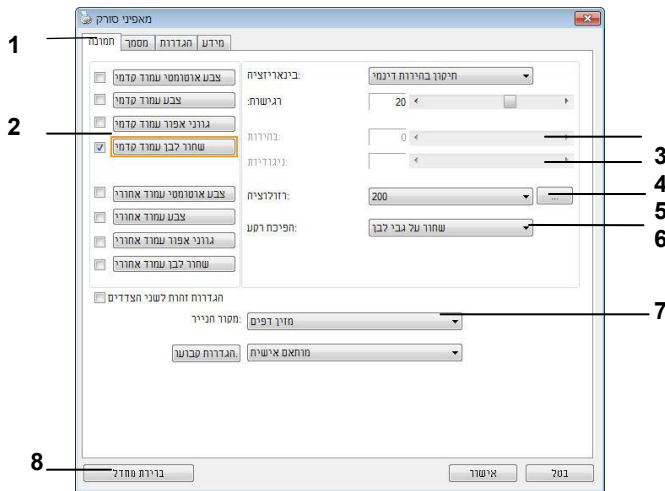 מאפיני סורק
תמונה מסמך הגדרות מידע
1
צבע אוטומטי עמוד קדמי
צבע עמוד קדמי
גווני אפור עמוד קדמי
שחור לבן עמוד קדמי
2
צבע אוטומטי עמוד אחורי
צבע עמוד אחורי
גווני אפור עמוד אחורי
שחור לבן עמוד אחורי
בינאריזציה: תיקון בהירות דינמי
רגישות: 20
בהירות: 0
ניגודיות:
3
רזולוציה: 200 ...
4
5
הפיכת רקע: שחור על גבי לבן
6
הגדרות זהות לשני הצדדים
מקור הנייר: מזין דפים
7
הגדרות קבוער. מותאם אישית
8
ברירת מחדל אישור בטל